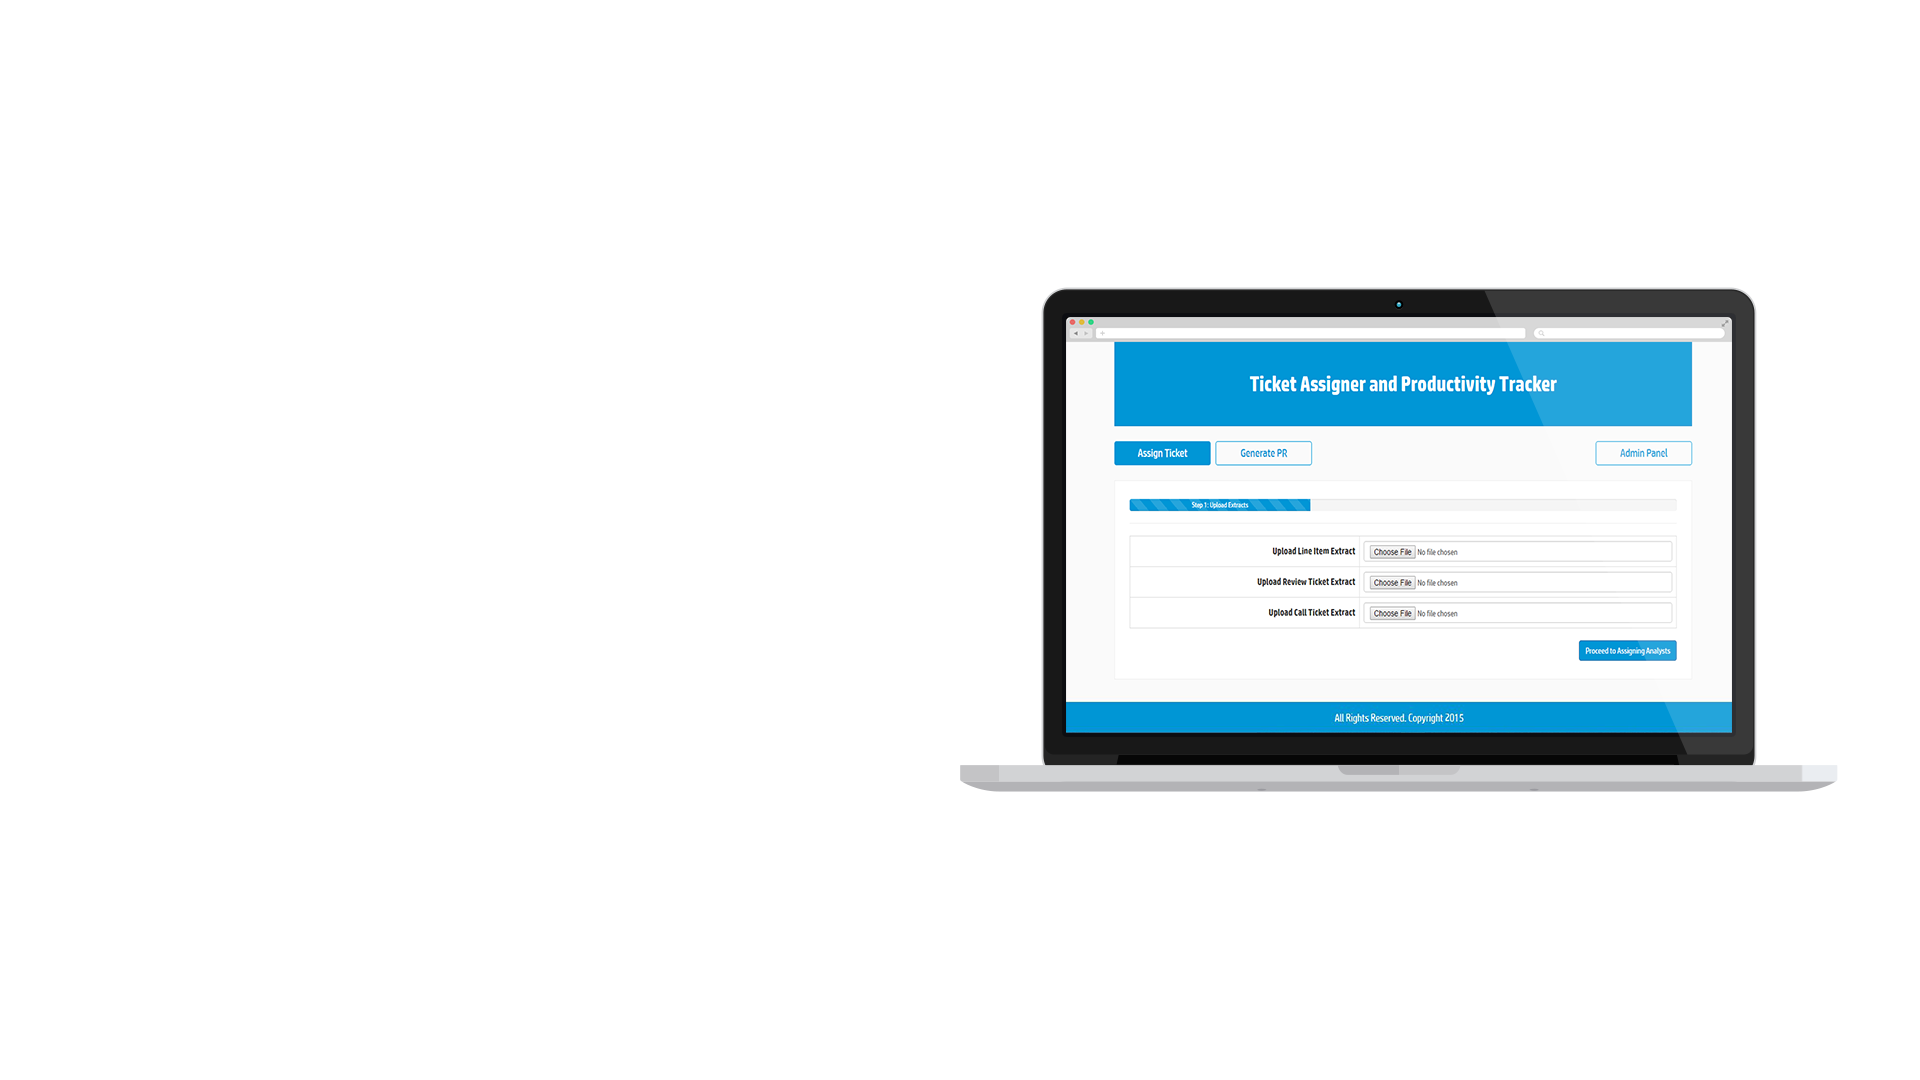 Ticket Assigner and Productivity Tracker
Assign Ticket
Generate PR
Admin Panel
Step 1: Upload Extracts
Upload Line Item Extract
Choose File No file chosen
Upload Review Ticket Extract
Choose File No file chosen
Upload Call Ticket Extract
Choose File No file chosen
Proceed to Assigning Analysts
All Rights Reserved. Copyright 2015